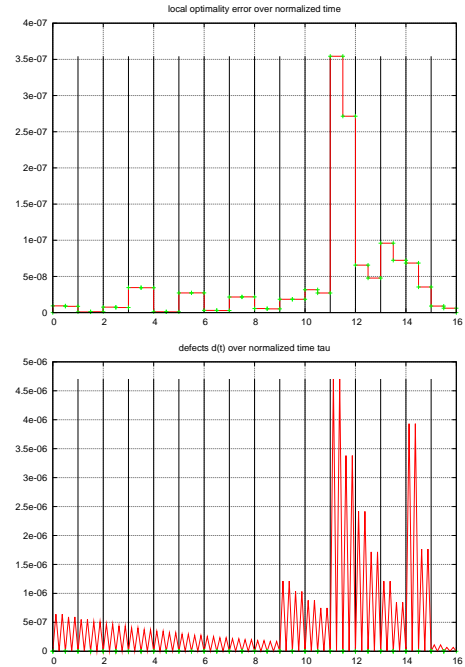 local optimality error over normalized time
4e-07
3.5e-07
3e-07
2.5e-07
2e-07
1.5e-07
1e-07
5e-08
0
0 2 4 6 8 10 12 14 16
defects d(t) over normalized time tau
5e-06
4.5e-06
4e-06
3.5e-06
3e-06
2.5e-06
2e-06
1.5e-06
1e-06
5e-07
0
0 2 4 6 8 10 12 14 16